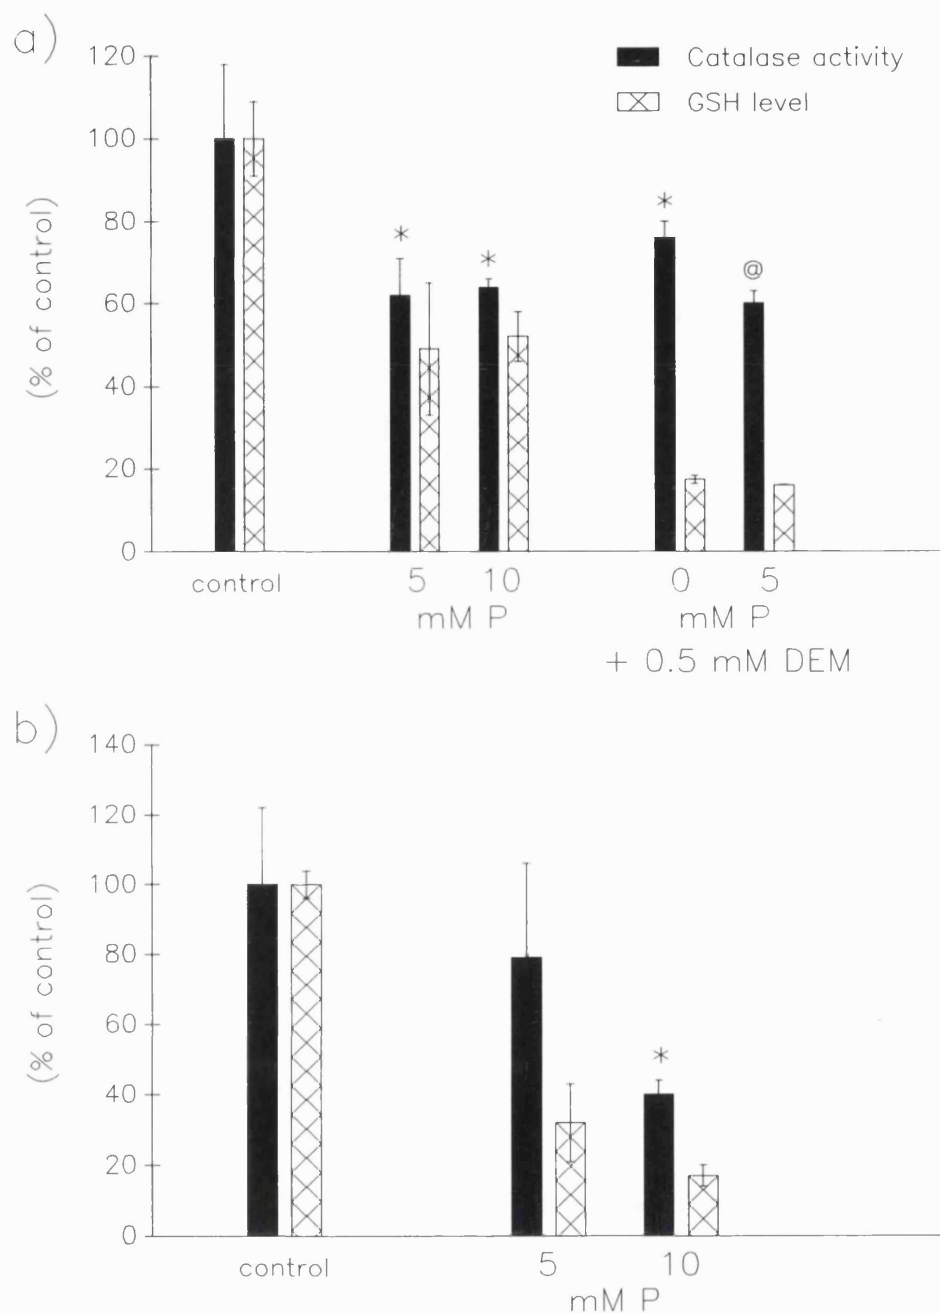 a)
120
100
80
60
40
20
0
(% of control)
Catalase activity
GSH level
*
*
*
@
control
5 10
mM P
0 5
mM P
+ 0.5 mM DEM
b)
140
120
100
80
60
40
20
0
(% of control)
*
control
5 10
mM P